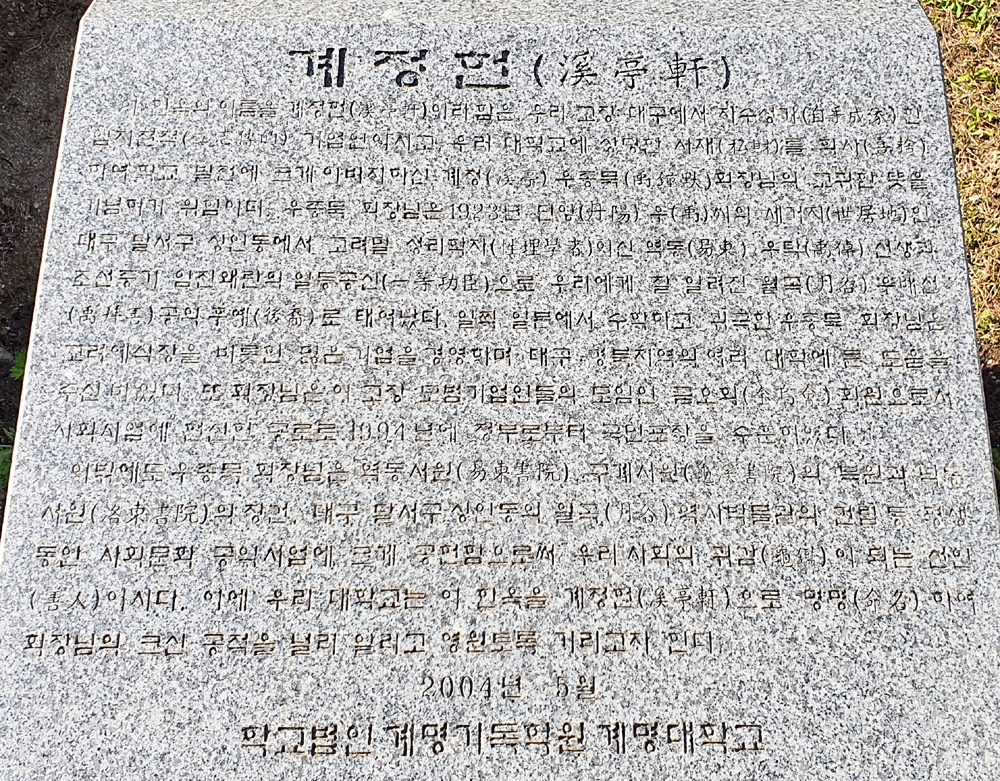 계정헌(溪亭軒)
이 민옥의 이름을 계정헌(溪亭軒)이라함은, 우리 고장 대구에서 자수성가(自手成家)한
입지전적 기업인이시고, 우리 대학교에 상당한 사재(私財)를 희사(喜捨)
하여 학교 발전에 크게 이바지하신 계정(溪亭) 우종묵(禹鐘默)회장님의 고귀한 뜻을
기념하기 위함이다. 우종묵 회장님은 1923년 단양(丹陽) 우(禹)씨의 세거지(世居地)인
대구 달서구 상인동에서 고려말 성리학자(性理學者)이신 역동(易東) 우탁(禹倬) 선생과
조선중기 임진왜란의 일등공신(一等功臣)으로 우리에게 잘 알려진 월곡(月谷) 우배선
(禹拜善)공의 후예(後裔)로 태어났다. 일찍 일본에서 수학하고, 귀국한 우종묵 회장님은
고려예식장을 비롯한 많은 기업을 경영하며 대구·경북지역의 여러 대학에 큰 도움을
주신 바 있다. 또 회장님은 이 고장 모범기업인들의 모임인 금오회(金烏會) 회원으로서
사회사업에 헌신한 공로로 1994년에 정부로부터 국민포장을 수훈하였다.
이밖에도 우종묵 회장님은 역동서원(易東書院), 구계서원(龜溪書院)의 복원과 낙동
서원(洛東書院)의 창건, 대구 달서구 상인동의 월곡(月谷)역사박물관의 건립 등 평생
동안 사회문화 공익사업에 크게 공헌함으로써 우리 사회의 귀감(龜鑑)이 되는 선인
(善人)이시다. 이에 우리 대학교는 이 민옥을 계정헌(溪亭軒)으로 명명(命名)하여
회장님의 크신 공적을 널리 알리고 영원토록 기리고자 한다.
2004년 5월
학교법인 계명기독학원 계명대학교